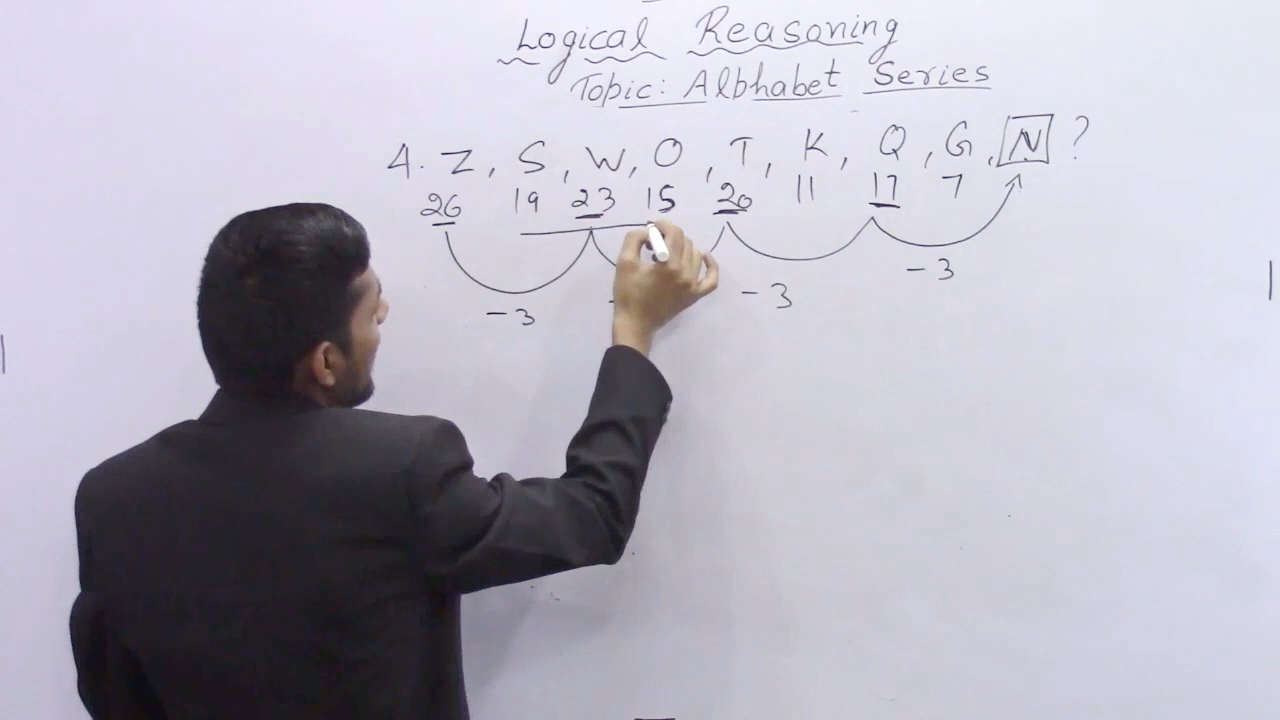 Logical Reasoning
Topic: Albhabet Series
4. Z, S, W, O, T, K, Q, G, N ?
26 19 23 15 20 11 17 7
-3 - -3 -3